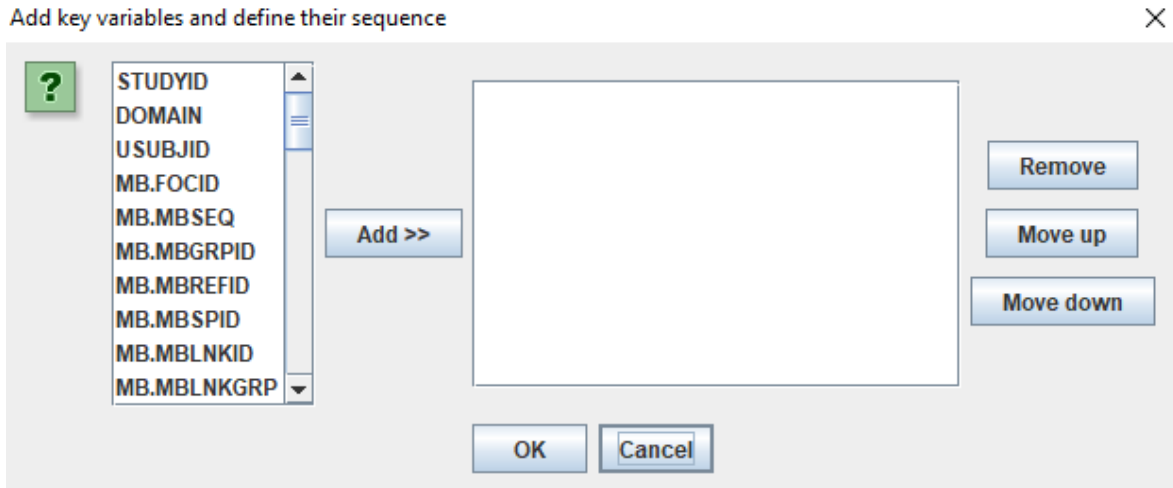 Add key variables and define their sequence
?
STUDYID
DOMAIN
USUBJID
MB.FOCID
MB.MBSEQ
MB.MBGRPID
MB.MBREFID
MB.MBSPID
MB.MBLNKID
MB.MBLNKGRP
Add >>
Remove
Move up
Move down
OK
Cancel